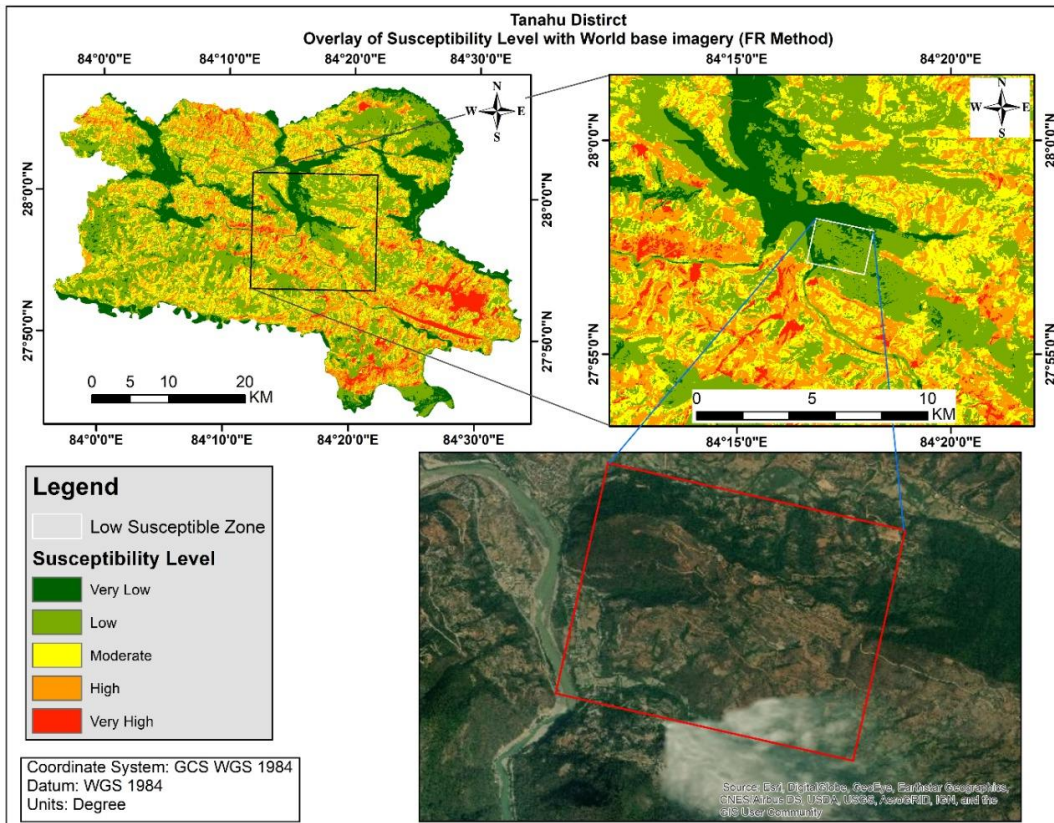 Tanahu Distirct
Overlay of Susceptibility Level with World base imagery (FR Method)
84°0'0"E 84°10'0"E 84°20'0"E 84°30'0"E
84°15'0"E 84°20'0"E
N
W E
S
N
W E
S
28°0'0"N
27°50'0"N
28°0'0"N
27°50'0"N
28°0'0"N
27°55'0"N
28°0'0"N
27°55'0"N
0 5 10 20
KM
0 5 10
KM
84°0'0"E 84°10'0"E 84°20'0"E 84°30'0"E
84°15'0"E 84°20'0"E
Legend
Low Susceptible Zone
Susceptibility Level
Very Low
Low
Moderate
High
Very High
Coordinate System: GCS WGS 1984
Datum: WGS 1984
Units: Degree
Source: Esri, DigitalGlobe, GeoEye, Earthstar Geographics,
CNES/Airbus DS, USDA, USGS, AeroGRID, IGN, and the
GIS User Community